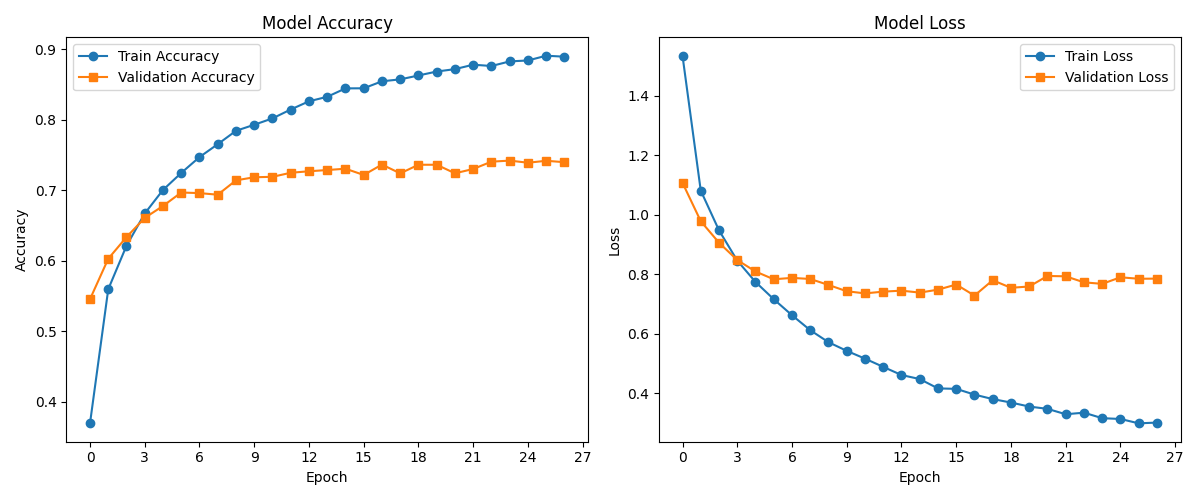 Model Accuracy
0.9
0.8
0.7
0.6
0.5
0.4
Accuracy
Train Accuracy
Validation Accuracy
0 3 6 9 12 15 18 21 24 27
Epoch
Model Loss
1.4
1.2
1.0
0.8
0.6
0.4
Loss
Train Loss
Validation Loss
0 3 6 9 12 15 18 21 24 27
Epoch